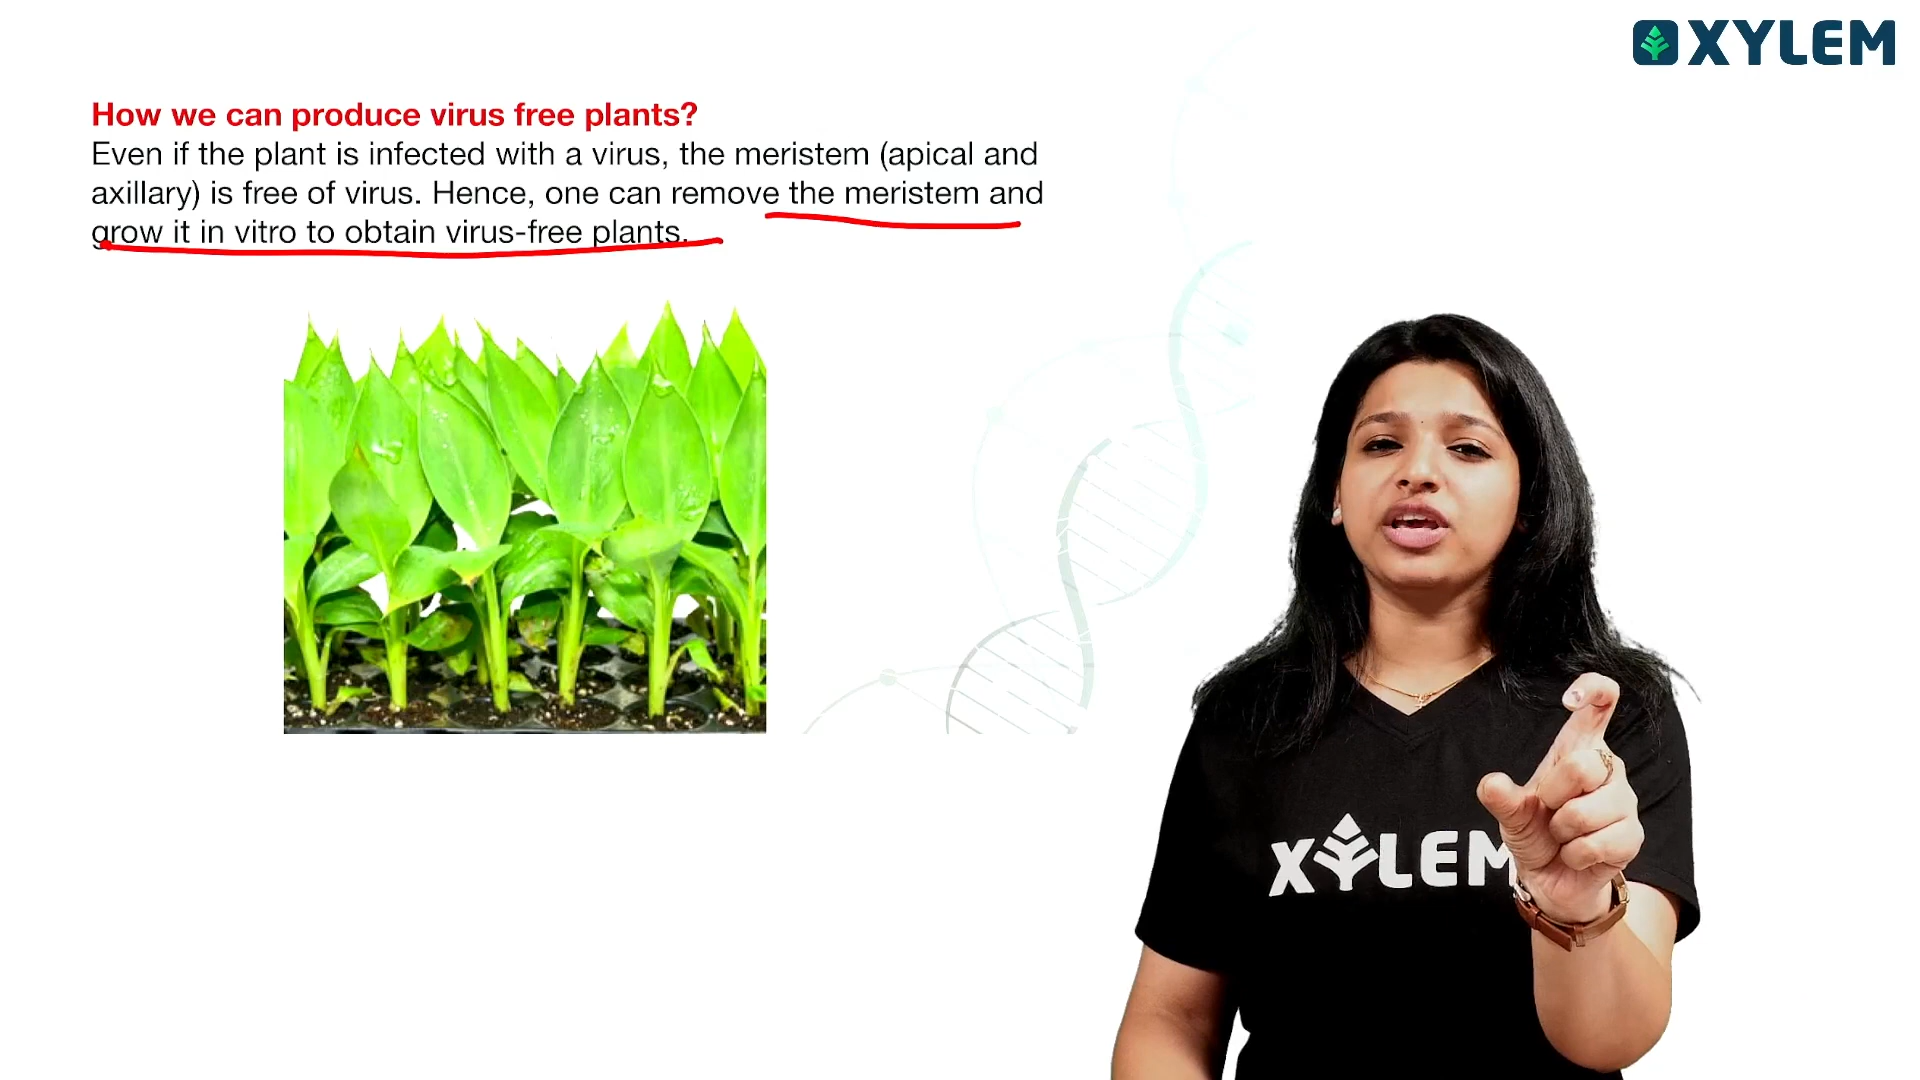 XYLEM
How we can produce virus free plants?
Even if the plant is infected with a virus, the meristem (apical and
axillary) is free of virus. Hence, one can remove the meristem and
grow it in vitro to obtain virus-free plants.
XYLEM